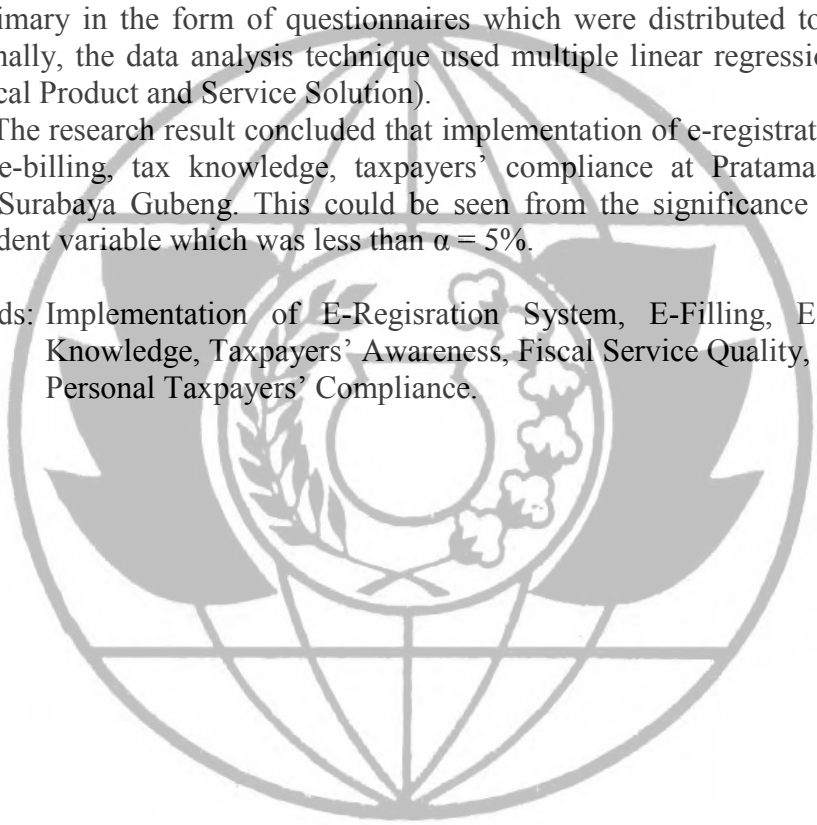 imary in the form of questionnaires which were distributed to
nally, the data analysis technique used multiple linear regressio
cal Product and Service Solution).
The research result concluded that implementation of e-registrat
e-billing, tax knowledge, taxpayers' compliance at Pratama
Surabaya Gubeng. This could be seen from the significance
dent variable which was less than α = 5%.
ds: Implementation of E-Regisration System, E-Filling, E
Knowledge, Taxpayers' Awareness, Fiscal Service Quality,
Personal Taxpayers' Compliance.